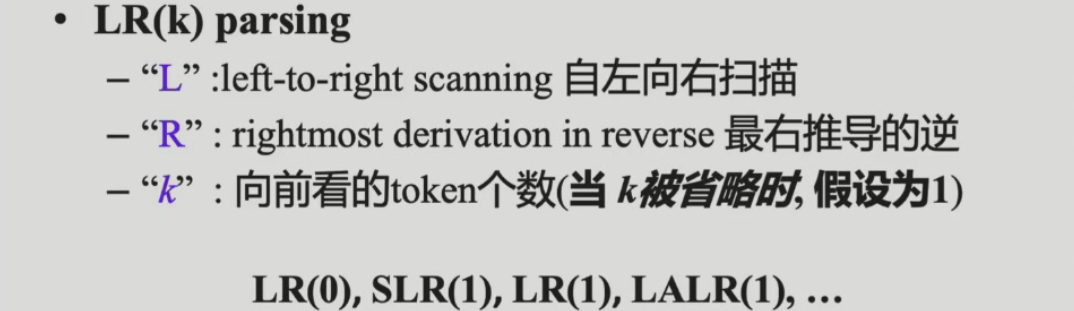 • LR(k) parsing
– “L” :left-to-right scanning 自左向右扫描
– “R” : rightmost derivation in reverse 最右推导的逆
– “k” : 向前看的token个数(当 k被省略时, 假设为1)
LR(0), SLR(1), LR(1), LALR(1), …